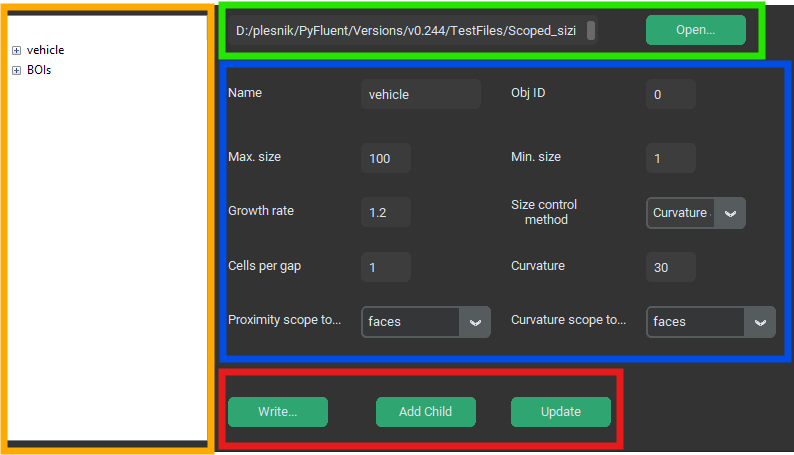 vehicle
BOIs
D:/plesnik/PyFluent/Versions/v0.244/TestFiles/Scoped_sizi
Open...
Name
vehicle
Obj ID
0
Max. size
100
Min. size
1
Growth rate
1.2
Size control
method
Curvature
Cells per gap
1
Curvature
30
Proximity scope to...
faces
Curvature scope to...
faces
Write...
Add Child
Update